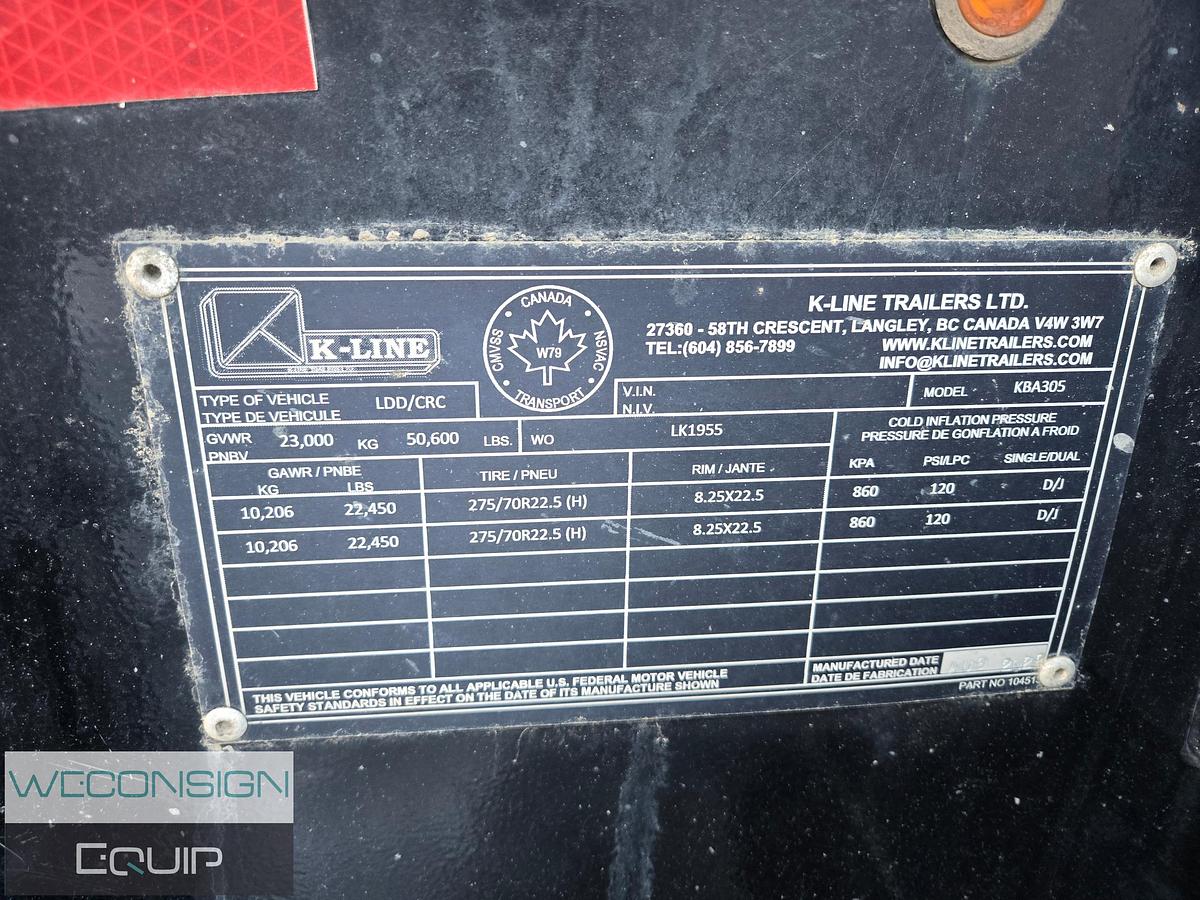 K-LINE
K-LINE TRAILERS LTD.
CANADA
CMVSS
NSVAC
W79
TRANSPORT
K-LINE TRAILERS LTD.
27360 - 58TH CRESCENT, LANGLEY, BC CANADA V4W 3W7
TEL:(604) 856-7899 WWW.KLINETRAILERS.COM
INFO@KLINETRAILERS.COM
TYPE OF VEHICLE LDD/CRC
TYPE DE VEHICULE
V.I.N.
N.I.V.
MODEL KBA305
GVWR 23,000 KG 50,600 LBS.
PNBV
WO LK1955
COLD INFLATION PRESSURE
PRESSURE DE GONFLATION A FROID
GAWR / PNBE TIRE / PNEU RIM / JANTE
KG LBS KPA PSI/LPC SINGLE/DUAL
10,206 22,450 275/70R22.5 (H) 8.25X22.5 860 120 D/J
10,206 22,450 275/70R22.5 (H) 8.25X22.5 860 120 D/J
THIS VEHICLE CONFORMS TO ALL APPLICABLE U.S. FEDERAL MOTOR VEHICLE
SAFETY STANDARDS IN EFFECT ON THE DATE OF ITS MANUFACTURE SHOWN
MANUFACTURED DATE
DATE DE FABRICATION
PART NO 1045
WECONSIGN
EQUIP